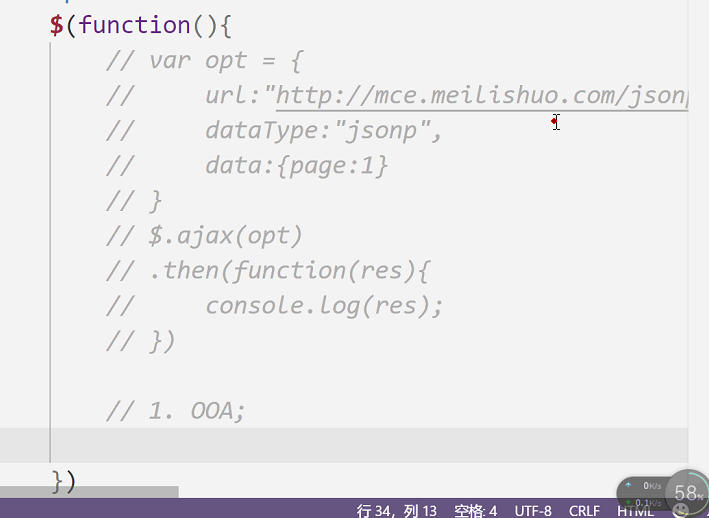 $(function(){
// var opt = {
// url:"http://mce.meilishuo.com/jsonp
// dataType:"jsonp",
// data:{page:1}
// }
// $.ajax(opt)
// .then(function(res){
// console.log(res);
// })
// 1. OOA;
})
行 34，列 13 空格: 4 UTF-8 CRLF HTML
0K/s
0.1K/s
58%